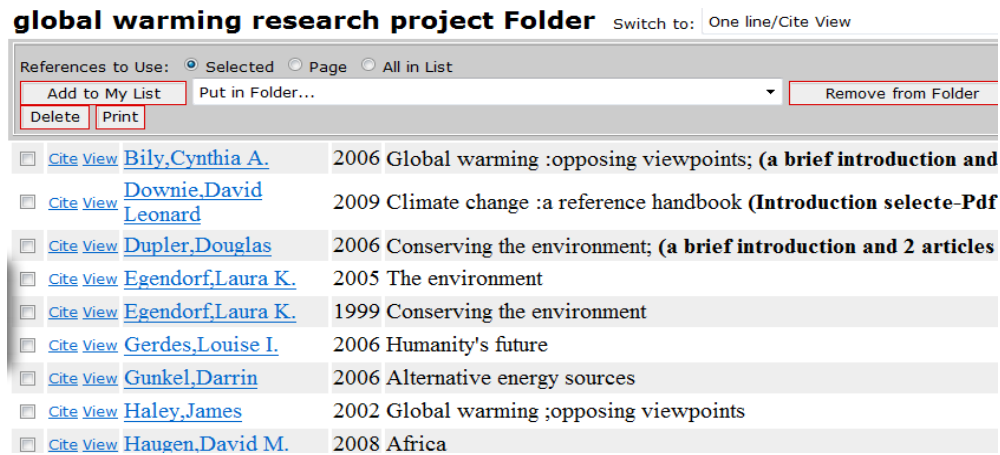 global warming research project Folder Switch to: One line/Cite View
References to Use: Selected Page All in List
Add to My List Put in Folder... Remove from Folder
Delete Print
Cite View Bily,Cynthia A. 2006 Global warming :opposing viewpoints; (a brief introduction and
Cite View Downie,David Leonard 2009 Climate change :a reference handbook (Introduction selecte-Pdf
Cite View Dupler,Douglas 2006 Conserving the environment; (a brief introduction and 2 articles
Cite View Egendorf,Laura K. 2005 The environment
Cite View Egendorf,Laura K. 1999 Conserving the environment
Cite View Gerdes,Louise I. 2006 Humanity's future
Cite View Gunkel,Darrin 2006 Alternative energy sources
Cite View Haley,James 2002 Global warming ;opposing viewpoints
Cite View Haugen,David M. 2008 Africa